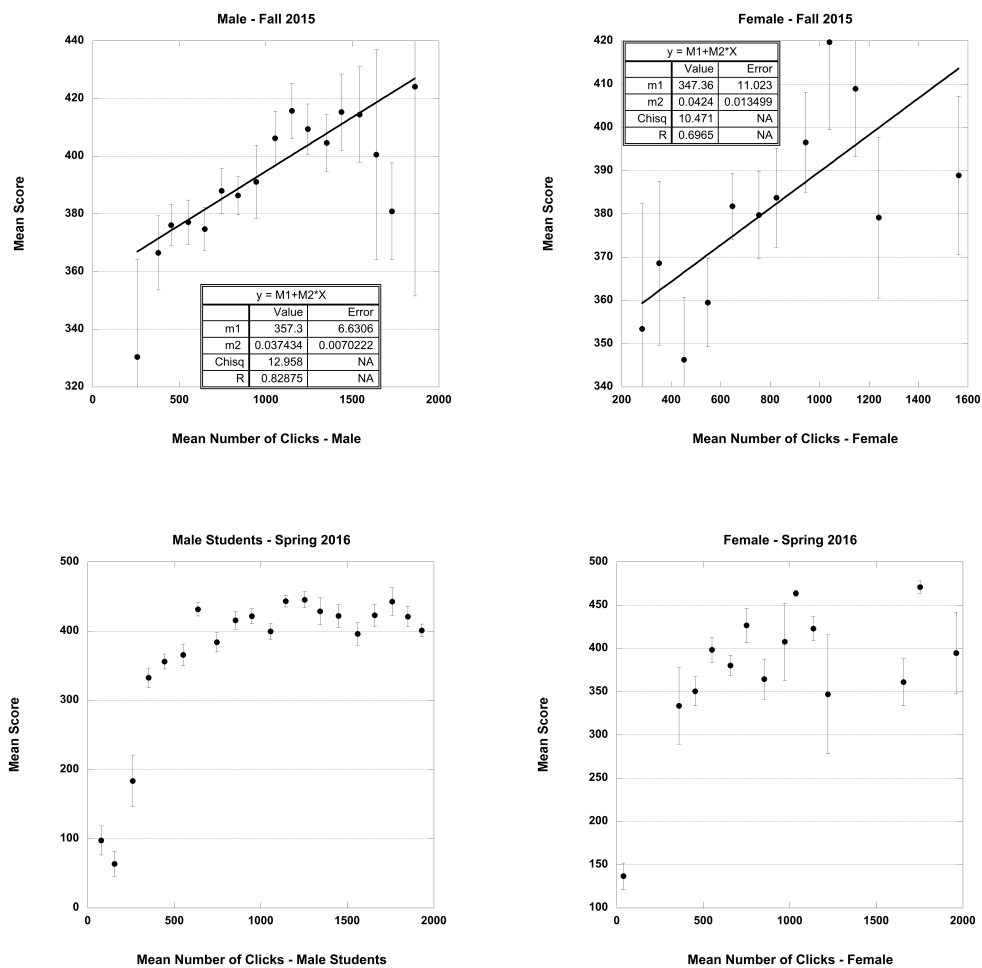 Male - Fall 2015
440
420
400
380
360
340
320
0 500 1000 1500 2000
Mean Score
Mean Number of Clicks - Male
y = M1+M2*X
Value Error
m1 357.3 6.6306
m2 0.037434 0.0070222
Chisq 12.958 NA
R 0.82875 NA
Female - Fall 2015
420
410
400
390
380
370
360
350
340
200 400 600 800 1000 1200 1400 1600
Mean Score
Mean Number of Clicks - Female
y = M1+M2*X
Value Error
m1 347.36 11.023
m2 0.0424 0.013499
Chisq 10.471 NA
R 0.6965 NA
Male Students - Spring 2016
500
400
300
200
100
0
0 500 1000 1500 2000
Mean Score
Mean Number of Clicks - Male Students
Female - Spring 2016
500
450
400
350
300
250
200
150
100
0 500 1000 1500 2000
Mean Score
Mean Number of Clicks - Female